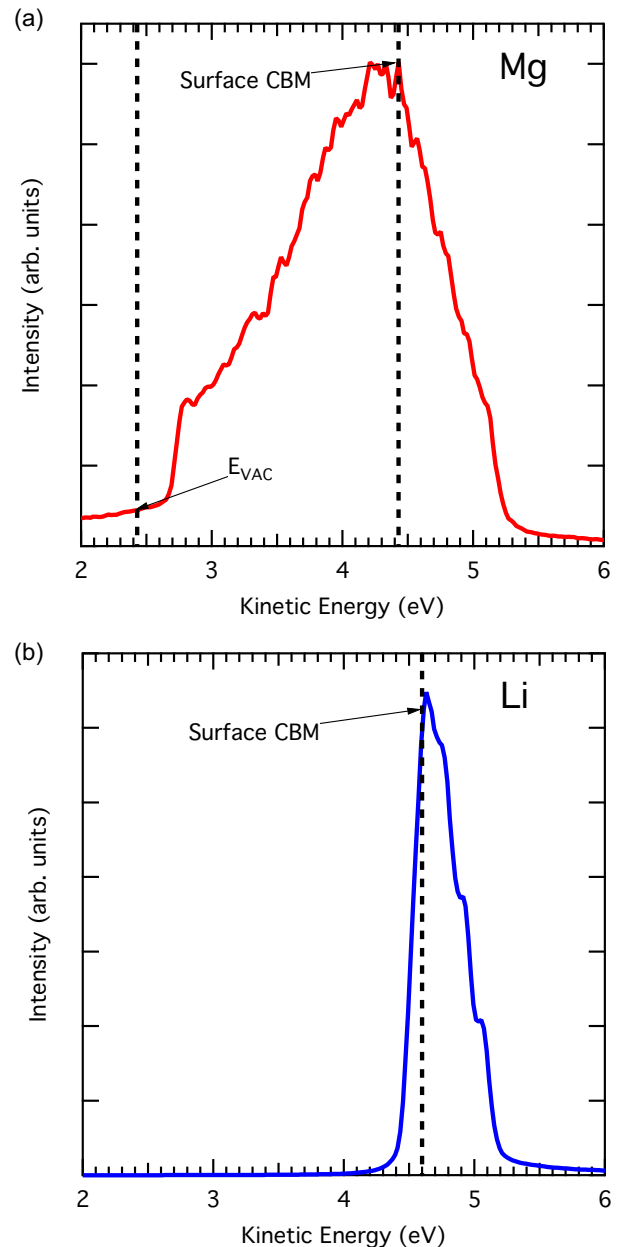 (a)
Mg
Surface CBM
Intensity (arb. units)
E_VAC
2 3 4 5 6
Kinetic Energy (eV)
(b)
Li
Surface CBM
Intensity (arb. units)
2 3 4 5 6
Kinetic Energy (eV)